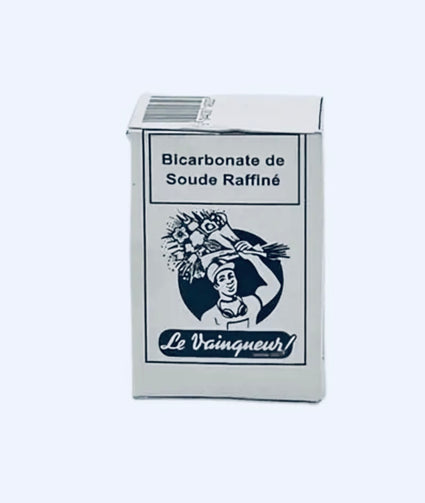 Bicarbonate de
Soude Raffiné
Le Vainqueur!